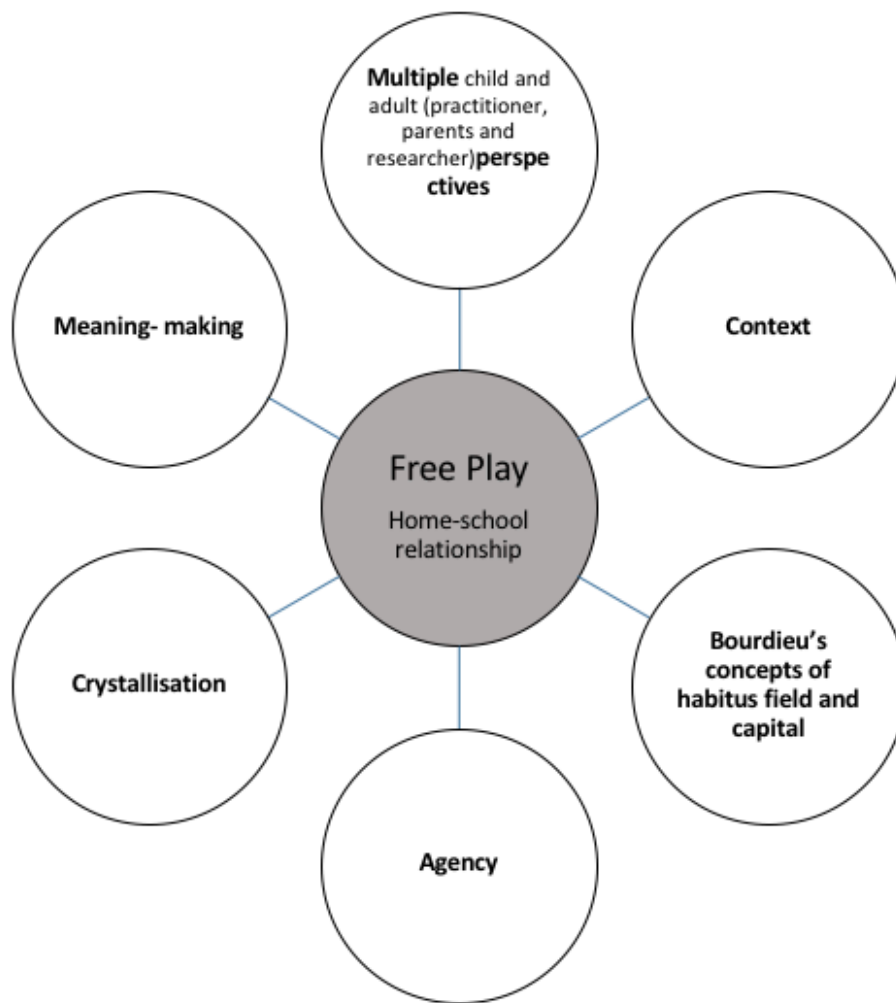 Multiple child and
adult (practitioner,
parents and
researcher)perspe
ctives
Meaning- making
Context
Free Play
Home-school
relationship
Crystallisation
Bourdieu’s
concepts of
habitus field and
capital
Agency